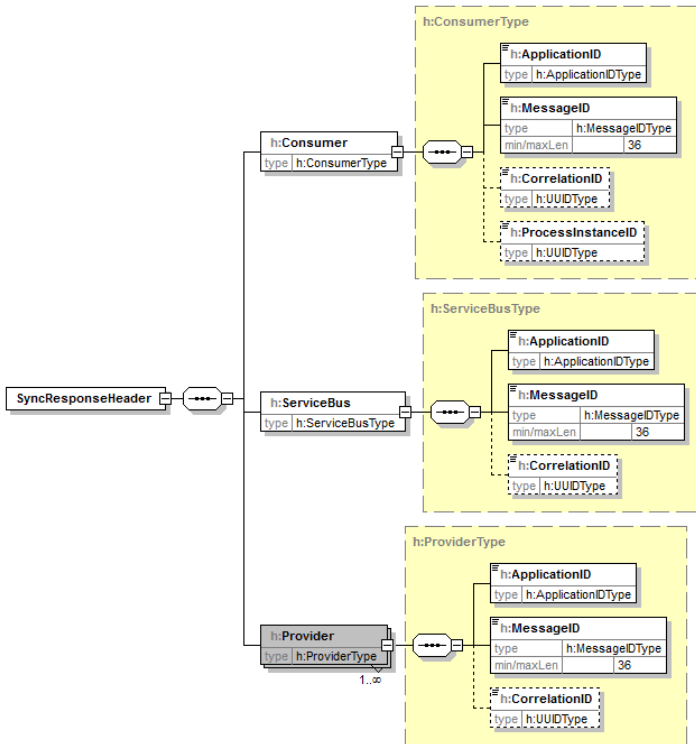 h:ConsumerType
h:ApplicationID
type h:ApplicationIDType
h:MessageID
type h:MessageIDType
min/maxLen 36
h:CorrelationID
type h:UUIDType
h:ProcessInstanceID
type h:UUIDType
h:Consumer
type h:ConsumerType
h:ServiceBusType
h:ApplicationID
type h:ApplicationIDType
h:MessageID
type h:MessageIDType
min/maxLen 36
h:CorrelationID
type h:UUIDType
SyncResponseHeader
h:ServiceBus
type h:ServiceBusType
h:ProviderType
h:ApplicationID
type h:ApplicationIDType
h:MessageID
type h:MessageIDType
min/maxLen 36
h:CorrelationID
type h:UUIDType
h:Provider
type h:ProviderType
1..∞